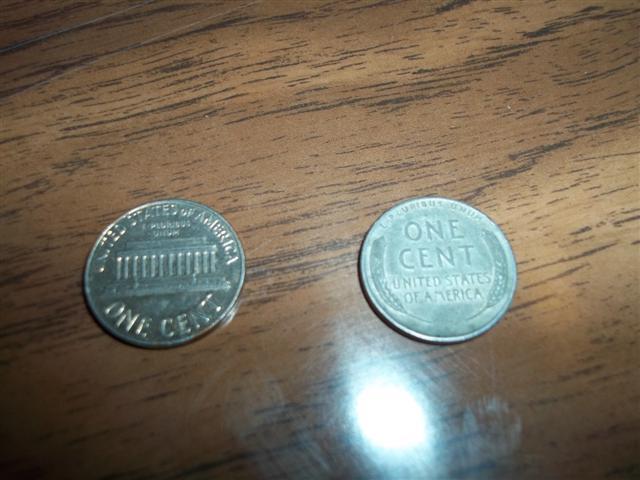 UNITED STATES OF AMERICA
E PLURIBUS
UNUM
ONE CENT
E PLURIBUS UNUM
ONE
CENT
UNITED STATES
OF AMERICA